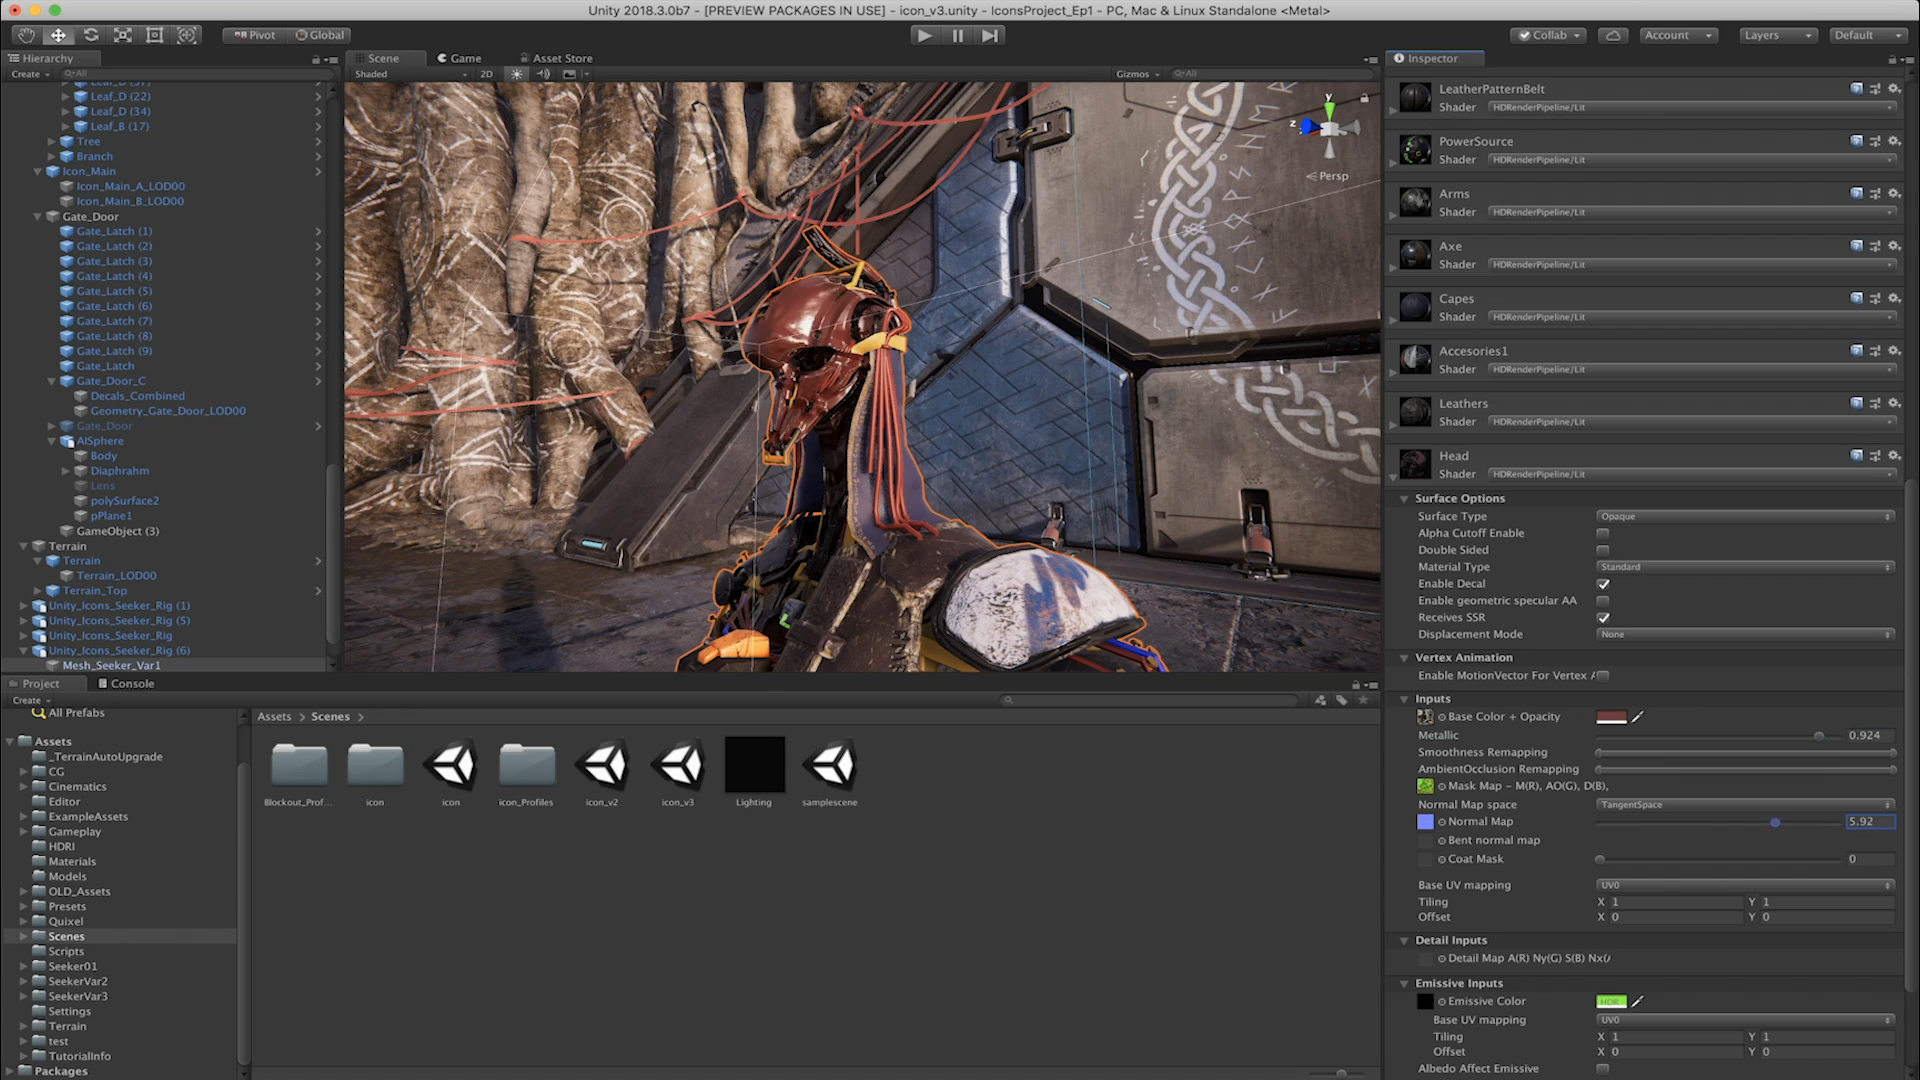 Unity 2018.3.0b7 - [PREVIEW PACKAGES IN USE] - icon_v3.unity - IconsProject_Ep1 - PC, Mac & Linux Standalone <Metal>
Pivot Global Collab Account Layers Default
Hierarchy
Create All
Leaf_D (22)
Leaf_D (34)
Leaf_B (17)
Tree
Branch
Icon_Main
Icon_Main_A_LOD00
Icon_Main_B_LOD00
Gate_Door
Gate_Latch (1)
Gate_Latch (2)
Gate_Latch (3)
Gate_Latch (4)
Gate_Latch (5)
Gate_Latch (6)
Gate_Latch (7)
Gate_Latch (8)
Gate_Latch (9)
Gate_Latch
Gate_Door_C
Decals_Combined
Geometry_Gate_Door_LOD00
Gate_Door
AISphere
Body
Diaphrahm
Lens
polySurface2
pPlane1
GameObject (3)
Terrain
Terrain
Terrain_LOD00
Terrain_Top
Unity_Icons_Seeker_Rig (1)
Unity_Icons_Seeker_Rig (5)
Unity_Icons_Seeker_Rig
Unity_Icons_Seeker_Rig (6)
Mesh_Seeker_Var1
Scene Game Asset Store
Shaded 2D Gizmos All
y
z
Persp
Project Console
Create
All Prefabs
Assets
_TerrainAutoUpgrade
CG
Cinematics
Editor
ExampleAssets
Gameplay
HDRI
Materials
Models
OLD_Assets
Presets
Quixel
Scenes
Scripts
Seeker01
SeekerVar2
SeekerVar3
Settings
Terrain
test
TutorialInfo
Packages
Assets Scenes
Blockout_Prof... icon icon icon_Profiles icon_v2 icon_v3 Lighting samplescene
Inspector
LeatherPatternBelt
Shader HDRenderPipeline/Lit
PowerSource
Shader HDRenderPipeline/Lit
Arms
Shader HDRenderPipeline/Lit
Axe
Shader HDRenderPipeline/Lit
Capes
Shader HDRenderPipeline/Lit
Accesories1
Shader HDRenderPipeline/Lit
Leathers
Shader HDRenderPipeline/Lit
Head
Shader HDRenderPipeline/Lit
Surface Options
Surface Type Opaque
Alpha Cutoff Enable
Double Sided
Material Type Standard
Enable Decal
Enable geometric specular AA
Receives SSR
Displacement Mode None
Vertex Animation
Enable MotionVector For Vertex
Inputs
Base Color + Opacity
Metallic 0.924
Smoothness Remapping
AmbientOcclusion Remapping
Mask Map - M(R), AO(G), D(B),
Normal Map space TangentSpace
Normal Map 5.92
Bent normal map
Coat Mask 0
Base UV mapping UV0
Tiling X 1 Y 1
Offset X 0 Y 0
Detail Inputs
Detail Map A(R) Ny(G) S(B) Nx(
Emissive Inputs
Emissive Color HDR
Base UV mapping UV0
Tiling X 1 Y 1
Offset X 0 Y 0
Albedo Affect Emissive